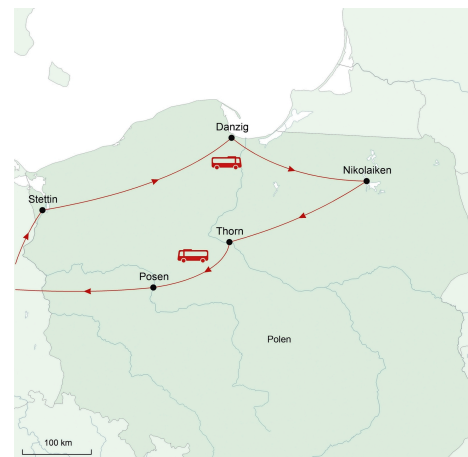 Danzig
Nikolaiken
Stettin
Thorn
Posen
Polen
100 km